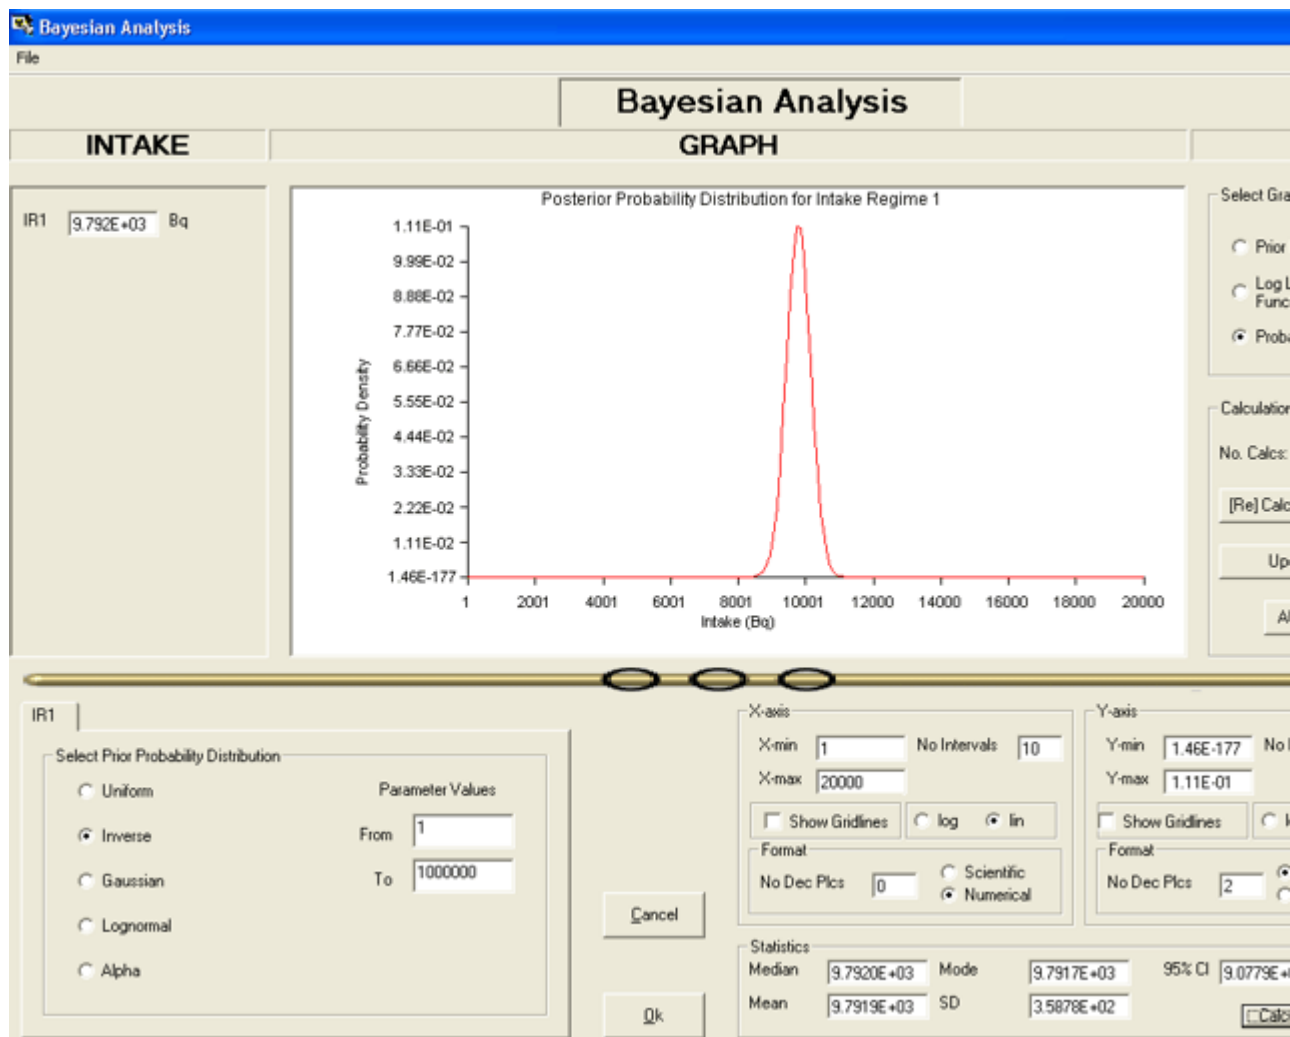 Bayesian Analysis
File
Bayesian Analysis
INTAKE
GRAPH
IR1 9.792E+03 Bq
Posterior Probability Distribution for Intake Regime 1
1.11E-01
9.99E-02
8.88E-02
7.77E-02
6.66E-02
5.55E-02
4.44E-02
3.33E-02
2.22E-02
1.11E-02
1.46E-177
Probability Density
1 2001 4001 6001 8001 10001 12000 14000 16000 18000 20000
Intake (Bq)
Select Gra
Prior
Log L
Func
Proba
Calculation
No. Calcs:
[Re] Calc
Up
IR1
Select Prior Probability Distribution
Uniform
Inverse
Gaussian
Lognormal
Alpha
Parameter Values
From 1
To 1000000
Cancel
Ok
X-axis
X-min 1 No Intervals 10
X-max 20000
Show Gridlines log lin
Format
No Dec Plcs 0 Scientific
Numerical
Y-axis
Y-min 1.46E-177 No
Y-max 1.11E-01
Show Gridlines
Format
No Dec Plcs 2
Statistics
Median 9.7920E+03 Mode 9.7917E+03 95% CI 9.0779E+
Mean 9.7919E+03 SD 3.5878E+02
Calc